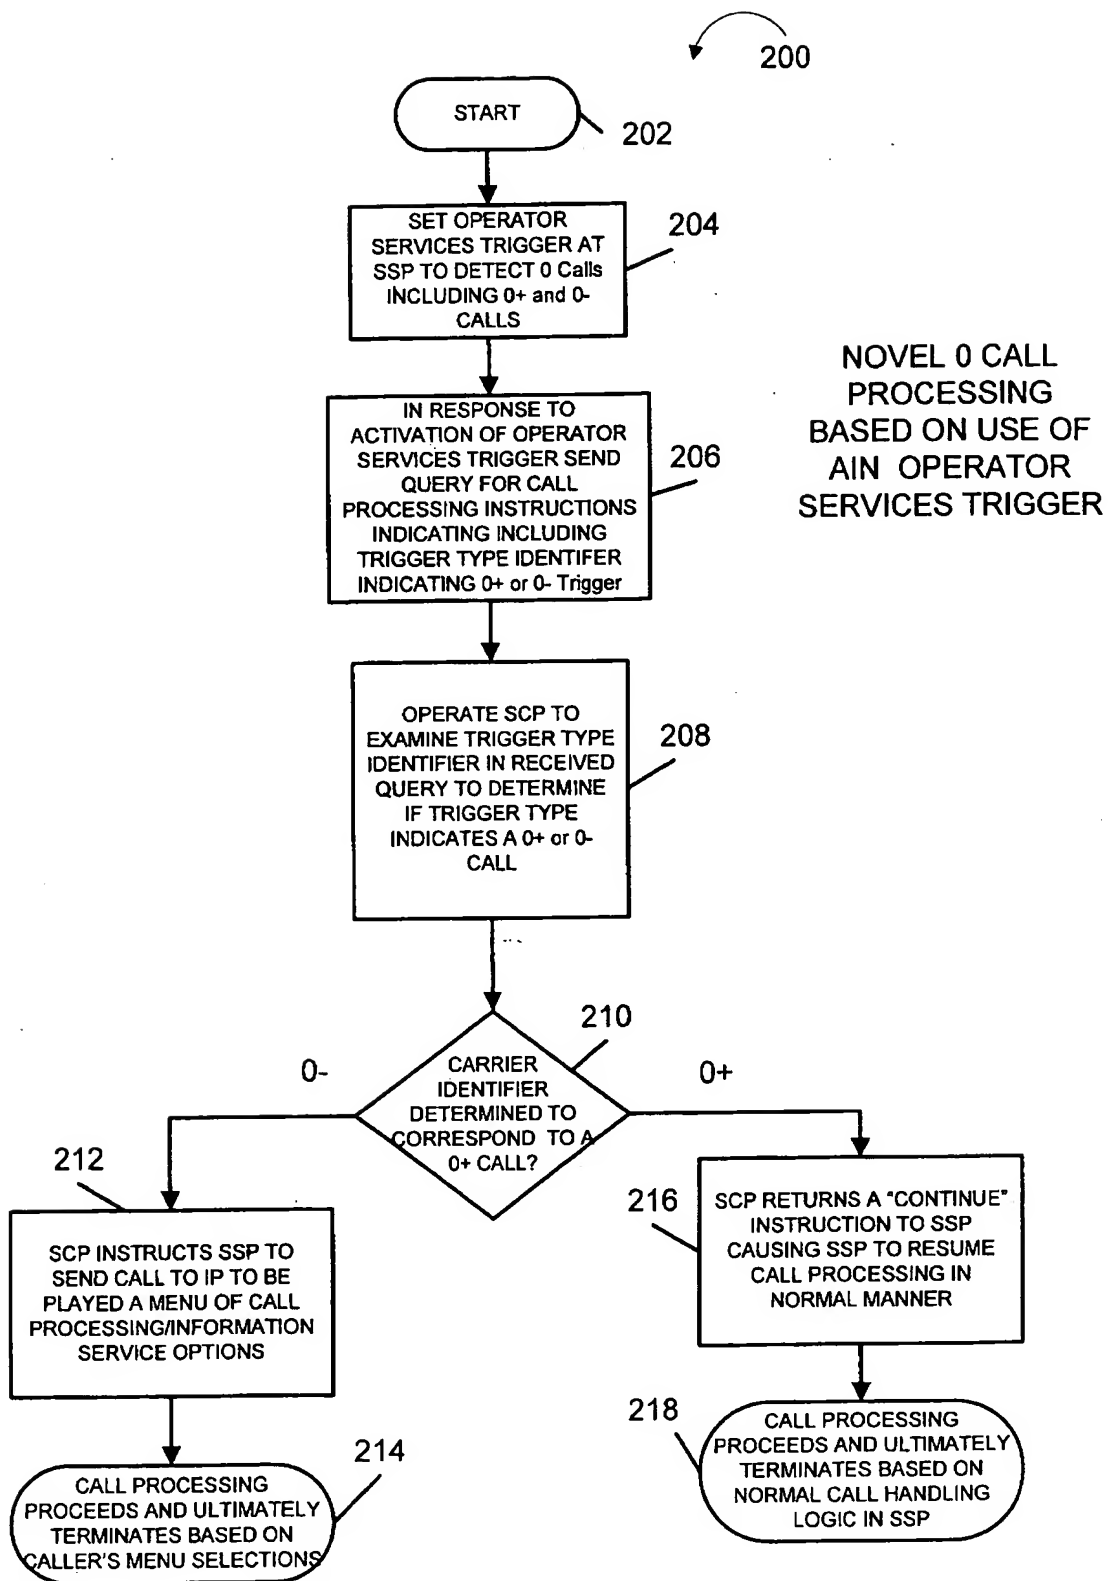 200
START
202
SET OPERATOR
SERVICES TRIGGER AT
SSP TO DETECT 0 Calls
INCLUDING 0+ and 0-
CALLS
204
NOVEL 0 CALL
PROCESSING
BASED ON USE OF
AIN OPERATOR
SERVICES TRIGGER
IN RESPONSE TO
ACTIVATION OF OPERATOR
SERVICES TRIGGER SEND
QUERY FOR CALL
PROCESSING INSTRUCTIONS
INDICATING INCLUDING
TRIGGER TYPE IDENTIFER
INDICATING 0+ or 0- Trigger
206
OPERATE SCP TO
EXAMINE TRIGGER TYPE
IDENTIFIER IN RECEIVED
QUERY TO DETERMINE
IF TRIGGER TYPE
INDICATES A 0+ or 0-
CALL
208
210
0-
CARRIER
IDENTIFIER
DETERMINED TO
CORRESPOND TO A
0+ CALL?
0+
212
SCP INSTRUCTS SSP TO
SEND CALL TO IP TO BE
PLAYED A MENU OF CALL
PROCESSING/INFORMATION
SERVICE OPTIONS
216
SCP RETURNS A "CONTINUE"
INSTRUCTION TO SSP
CAUSING SSP TO RESUME
CALL PROCESSING IN
NORMAL MANNER
214
CALL PROCESSING
PROCEEDS AND ULTIMATELY
TERMINATES BASED ON
CALLER'S MENU SELECTIONS
218
CALL PROCESSING
PROCEEDS AND ULTIMATELY
TERMINATES BASED ON
NORMAL CALL HANDLING
LOGIC IN SSP